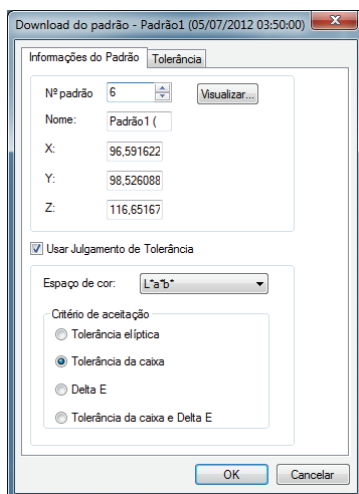 Download do padrão - Padrão1 (05/07/2012 03:50:00)
Informações do Padrão Tolerância
Nº padrão 6 Visualizar...
Nome: Padrão1 (
X: 96,591622
Y: 98,526088
Z: 116,65167
Usar Julgamento de Tolerância
Espaço de cor: L*a*b*
Critério de aceitação
Tolerância elíptica
Tolerância da caixa
Delta E
Tolerância da caixa e Delta E
OK Cancelar